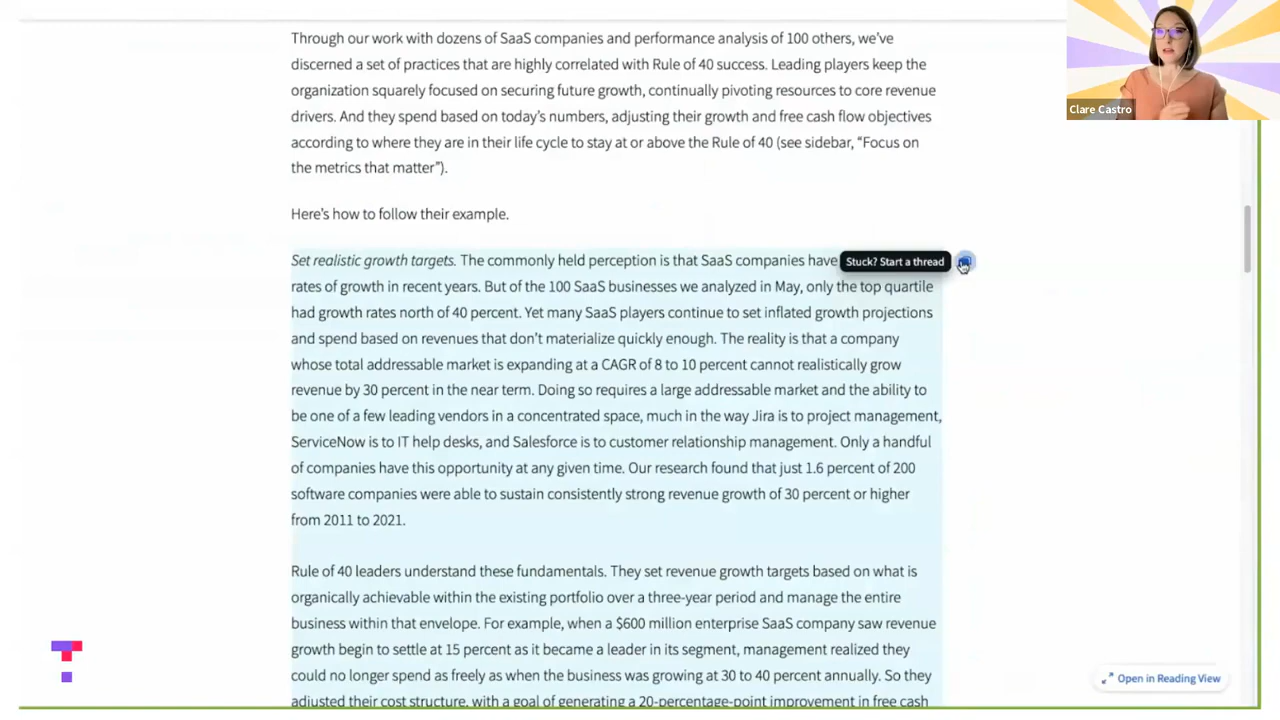 Through our work with dozens of SaaS companies and performance analysis of 100 others, we've
discerned a set of practices that are highly correlated with Rule of 40 success. Leading players keep the
organization squarely focused on securing future growth, continually pivoting resources to core revenue
drivers. And they spend based on today's numbers, adjusting their growth and free cash flow objectives
according to where they are in their life cycle to stay at or above the Rule of 40 (see sidebar, “Focus on
the metrics that matter”).
Clare Castro
Here's how to follow their example.
Set realistic growth targets. The commonly held perception is that SaaS companies have
Stuck? Start a thread
rates of growth in recent years. But of the 100 SaaS businesses we analyzed in May, only the top quartile
had growth rates north of 40 percent. Yet many SaaS players continue to set inflated growth projections
and spend based on revenues that don't materialize quickly enough. The reality is that a company
whose total addressable market is expanding at a CAGR of 8 to 10 percent cannot realistically grow
revenue by 30 percent in the near term. Doing so requires a large addressable market and the ability to
be one of a few leading vendors in a concentrated space, much in the way Jira is to project management,
ServiceNow is to IT help desks, and Salesforce is to customer relationship management. Only a handful
of companies have this opportunity at any given time. Our research found that just 1.6 percent of 200
software companies were able to sustain consistently strong revenue growth of 30 percent or higher
from 2011 to 2021.
Rule of 40 leaders understand these fundamentals. They set revenue growth targets based on what is
organically achievable within the existing portfolio over a three-year period and manage the entire
business within that envelope. For example, when a $600 million enterprise SaaS company saw revenue
growth begin to settle at 15 percent as it became a leader in its segment, management realized they
could no longer spend as freely as when the business was growing at 30 to 40 percent annually. So they
adjusted their cost structure, with a goal of generating a 20-percentage-point improvement in free cash
Open in Reading View